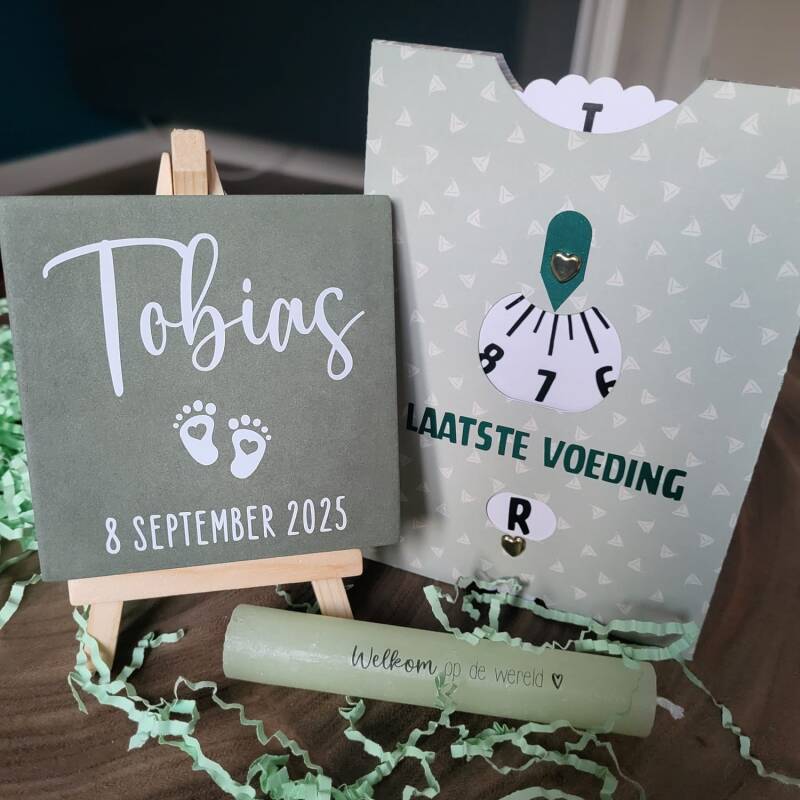 Tobias
8 SEPTEMBER 2025
T
8 7 6
LAATSTE VOEDING
R
Welkom op de wereld